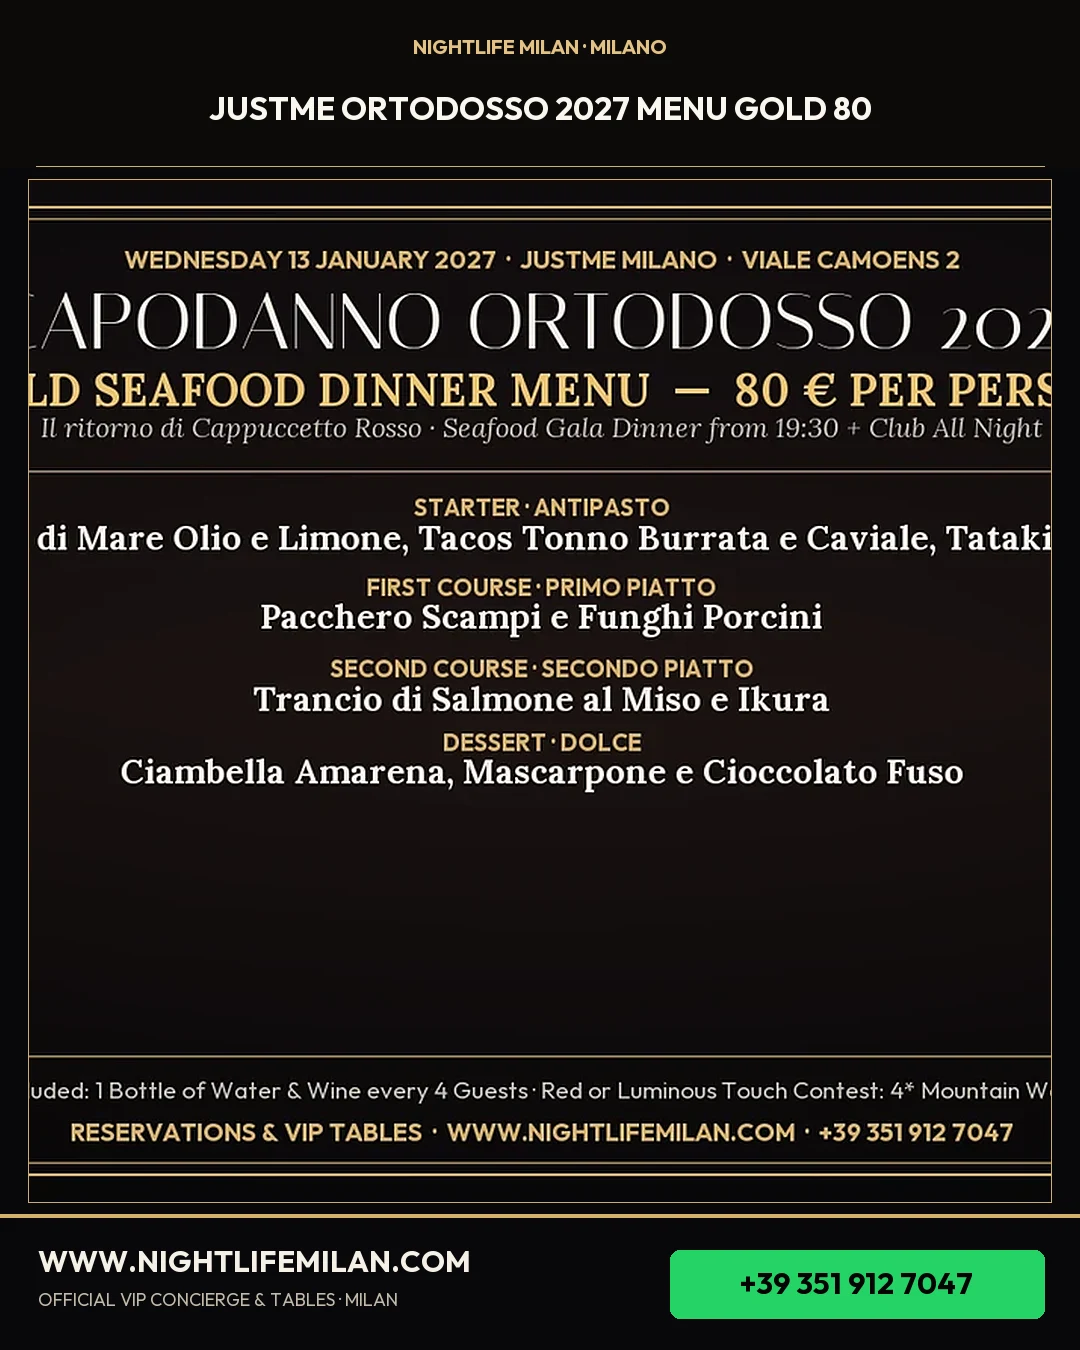 NIGHTLIFE MILAN · MILANO
JUSTME ORTODOSSO 2027 MENU GOLD 80
WEDNESDAY 13 JANUARY 2027 · JUSTME MILANO · VIALE CAMOENS 2
CAPODANNO ORTODOSSO 202
LD SEAFOOD DINNER MENU — 80 € PER PERS
Il ritorno di Cappuccetto Rosso · Seafood Gala Dinner from 19:30 + Club All Night
STARTER · ANTIPASTO
di Mare Olio e Limone, Tacos Tonno Burrata e Caviale, Tataki
FIRST COURSE · PRIMO PIATTO
Pacchero Scampi e Funghi Porcini
SECOND COURSE · SECONDO PIATTO
Trancio di Salmone al Miso e Ikura
DESSERT · DOLCE
Ciambella Amarena, Mascarpone e Cioccolato Fuso
uded: 1 Bottle of Water & Wine every 4 Guests · Red or Luminous Touch Contest: 4* Mountain W
RESERVATIONS & VIP TABLES · WWW.NIGHTLIFEMILAN.COM · +39 351 912 7047
WWW.NIGHTLIFEMILAN.COM
+39 351 912 7047
OFFICIAL VIP CONCIERGE & TABLES · MILAN